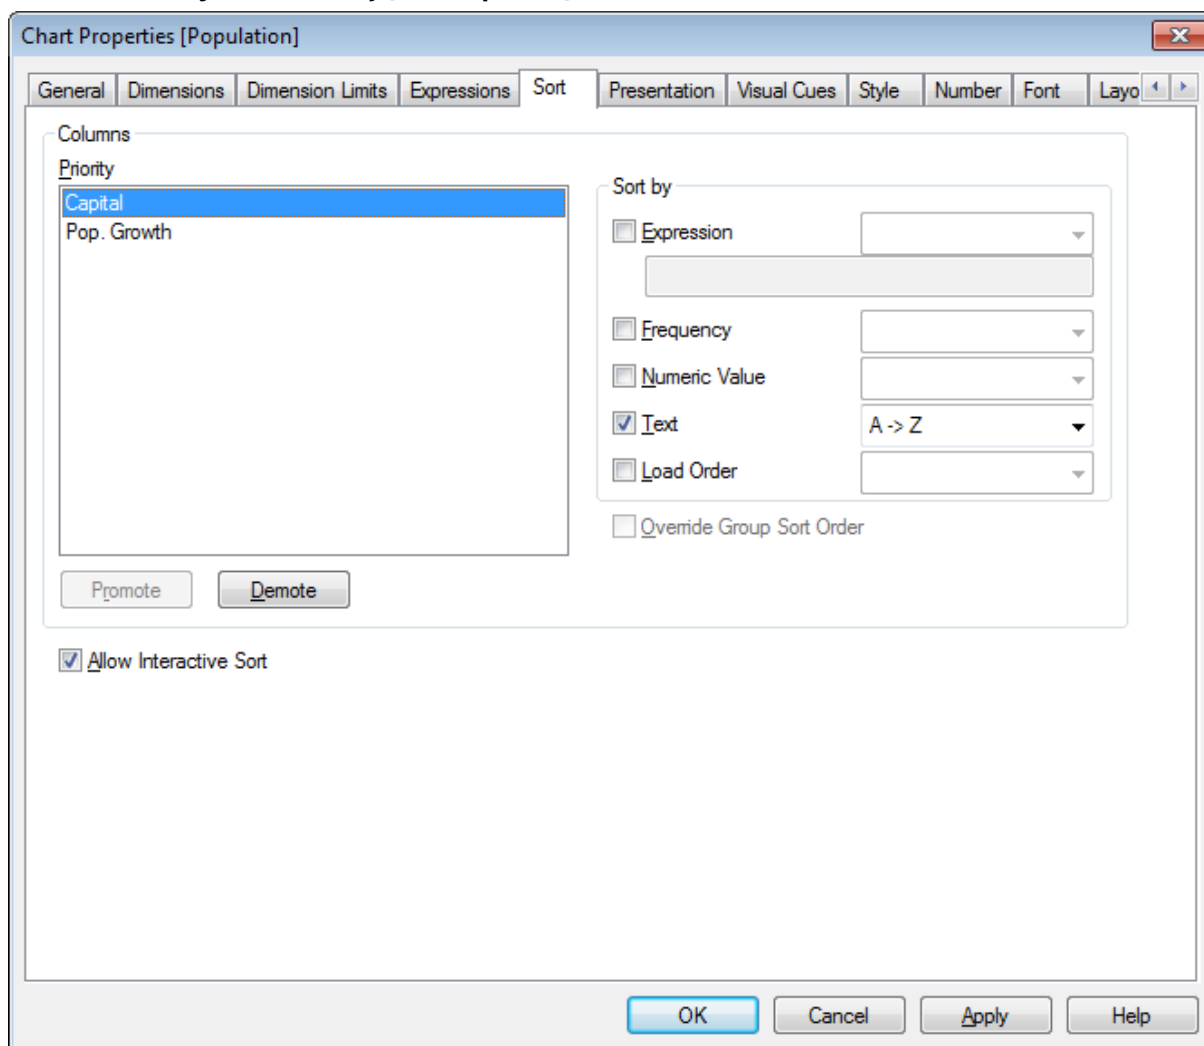 Chart Properties [Population]
General Dimensions Dimension Limits Expressions Sort Presentation Visual Cues Style Number Font Layo
Columns
Priority
Capital
Pop. Growth
Sort by
Expression
Frequency
Numeric Value
Text A -> Z
Load Order
Override Group Sort Order
Promote Demote
Allow Interactive Sort
OK Cancel Apply Help